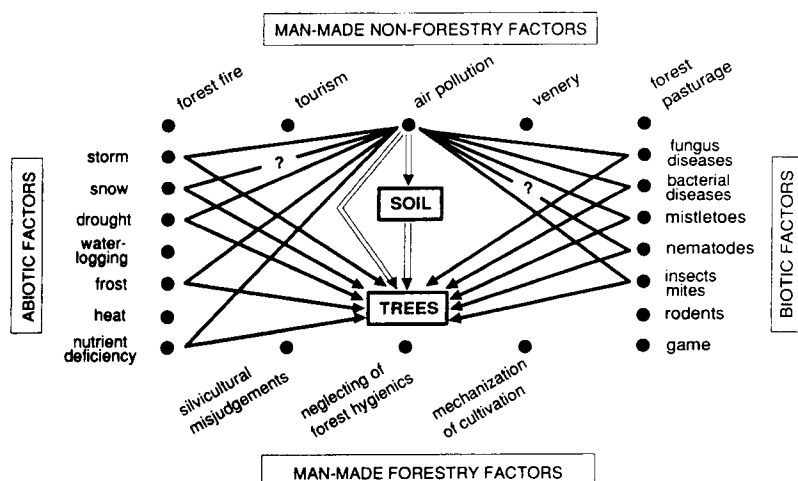 MAN-MADE NON-FORESTRY FACTORS
forest fire
tourism
air pollution
venery
forest
pasturage
ABIOTIC FACTORS
storm
snow
drought
water-
logging
frost
heat
nutrient
deficiency
?
SOIL
?
TREES
fungus
diseases
bacterial
diseases
mistletoes
nematodes
insects
mites
rodents
game
BIOTIC FACTORS
silvicultural
misjudgements
neglecting of
forest hygienics
mechanization
of cultivation
MAN-MADE FORESTRY FACTORS